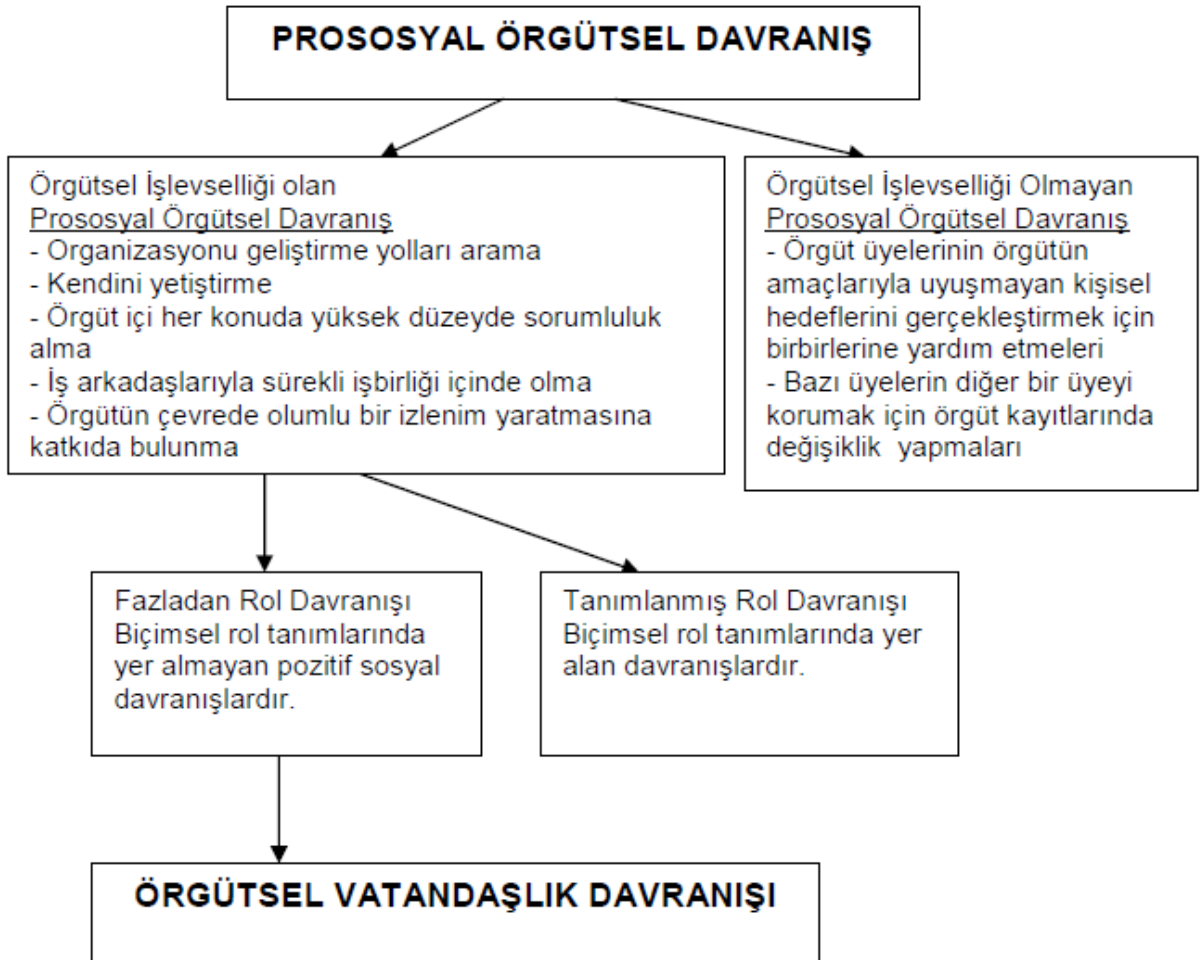 PROSOSYAL ÖRGÜTSEL DAVRANIŞ
Örgütsel İşlevselliği olan
Prososyal Örgütsel Davranış
- Organizasyonu geliştirme yolları arama
- Kendini yetiştirme
- Örgüt içi her konuda yüksek düzeyde sorumluluk
alma
- İş arkadaşlarıyla sürekli işbirliği içinde olma
- Örgütün çevrede olumlu bir izlenim yaratmasına
katkıda bulunma
Örgütsel İşlevselliği Olmayan
Prososyal Örgütsel Davranış
- Örgüt üyelerinin örgütün
amaçlarıyla uyuşmayan kişisel
hedeflerini gerçekleştirmek için
birbirlerine yardım etmeleri
- Bazı üyelerin diğer bir üyeyi
korumak için örgüt kayıtlarında
değişiklik yapmaları
Fazladan Rol Davranışı
Biçimsel rol tanımlarında
yer almayan pozitif sosyal
davranışlardır.
Tanımlanmış Rol Davranışı
Biçimsel rol tanımlarında yer
alan davranışlardır.
ÖRGÜTSEL VATANDAŞLIK DAVRANIŞI